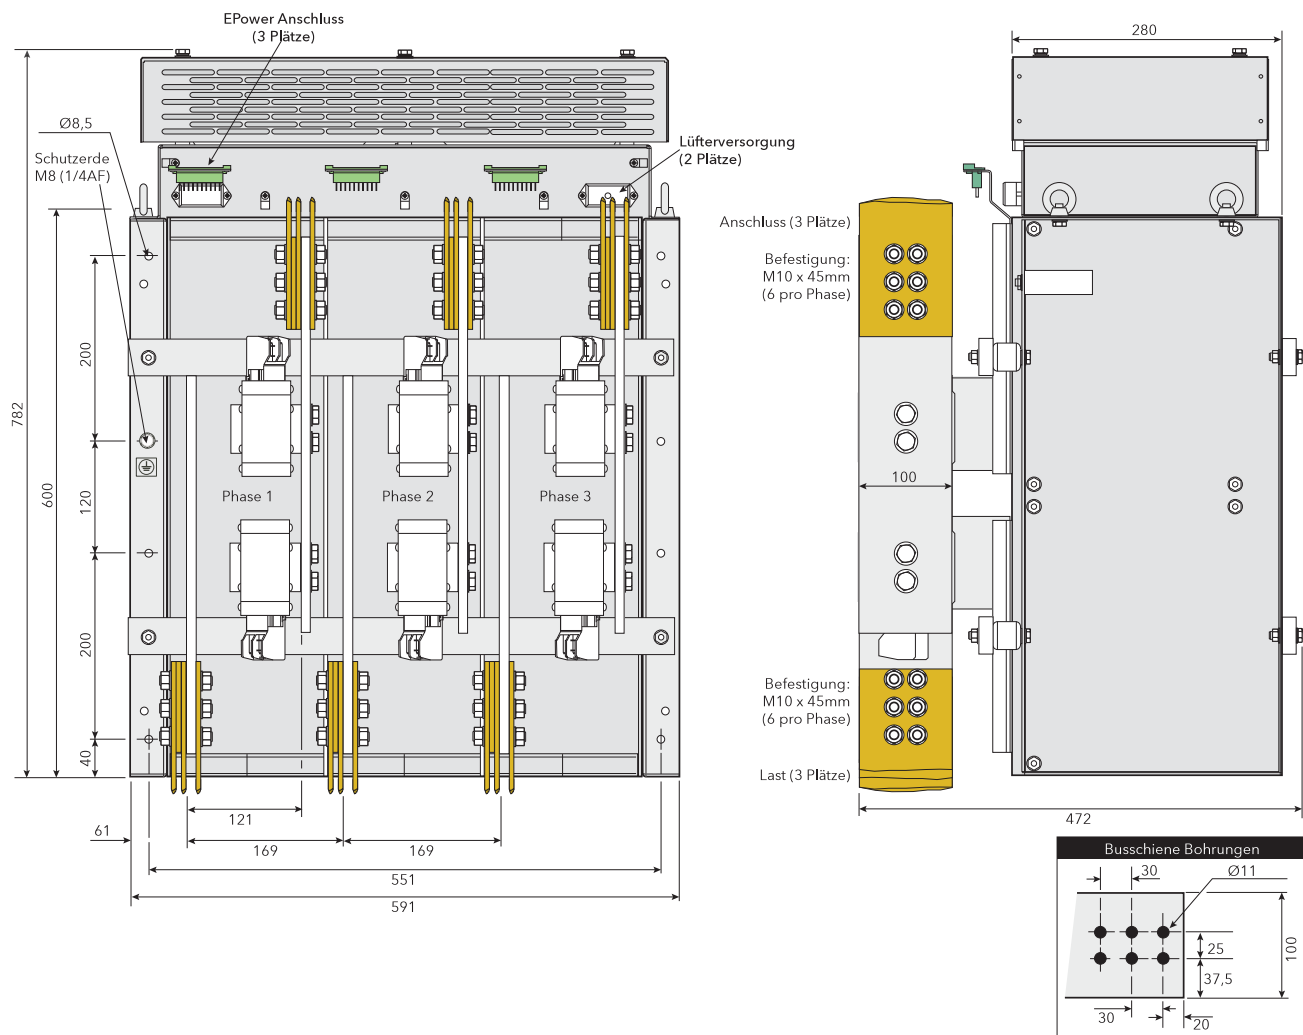 EPower Anschluss
(3 Plätze)
280
Ø8,5
Schutzerde
M8 (1/4AF)
Lüfterversorgung
(2 Plätze)
Anschluss (3 Plätze)
Befestigung:
M10 x 45mm
(6 pro Phase)
200
782
600
120
Phase 1
Phase 2
Phase 3
100
200
40
Befestigung:
M10 x 45mm
(6 pro Phase)
Last (3 Plätze)
121
61
169
169
551
591
472
Busschiene Bohrungen
30
Ø11
25
100
37,5
30
20